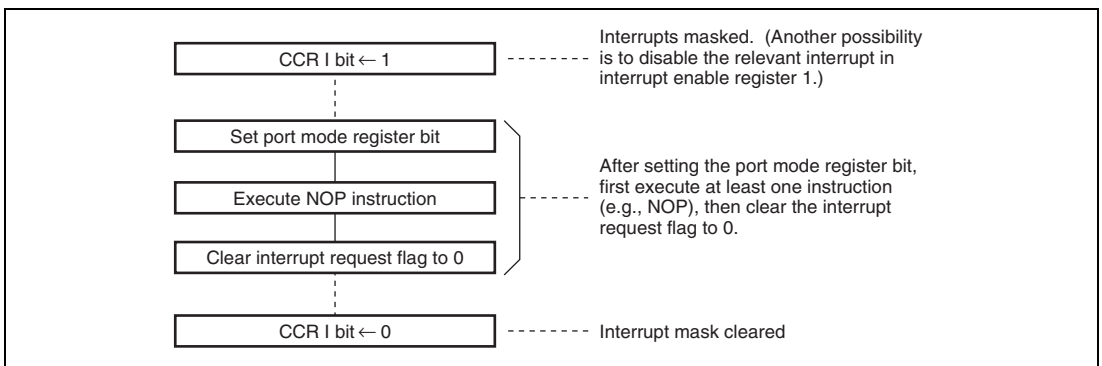 CCR I bit ← 1
Interrupts masked. (Another possibility
is to disable the relevant interrupt in
interrupt enable register 1.)
Set port mode register bit
Execute NOP instruction
Clear interrupt request flag to 0
After setting the port mode register bit,
first execute at least one instruction
(e.g., NOP), then clear the interrupt
request flag to 0.
CCR I bit ← 0
Interrupt mask cleared